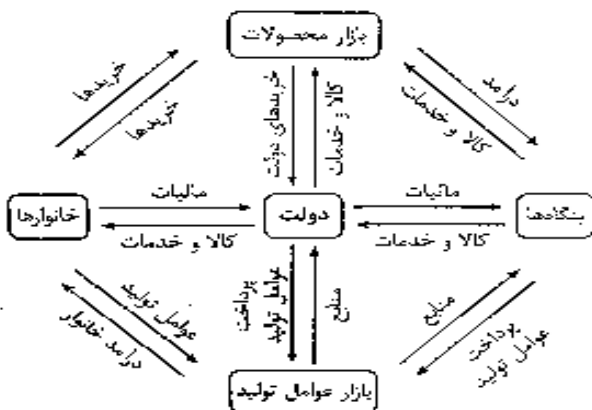 بازار محصولات
خریدها
خریدها
خریدهای دولت
کالا و خدمات
درآمد
کالا و خدمات
خانوارها
مالیات
کالا و خدمات
دولت
مالیات
کالا و خدمات
بنگاه‌ها
عوامل تولید
درآمد خانوار
پرداخت
عوامل تولید
منابع
منابع
پرداخت
عوامل تولید
بازار عوامل تولید